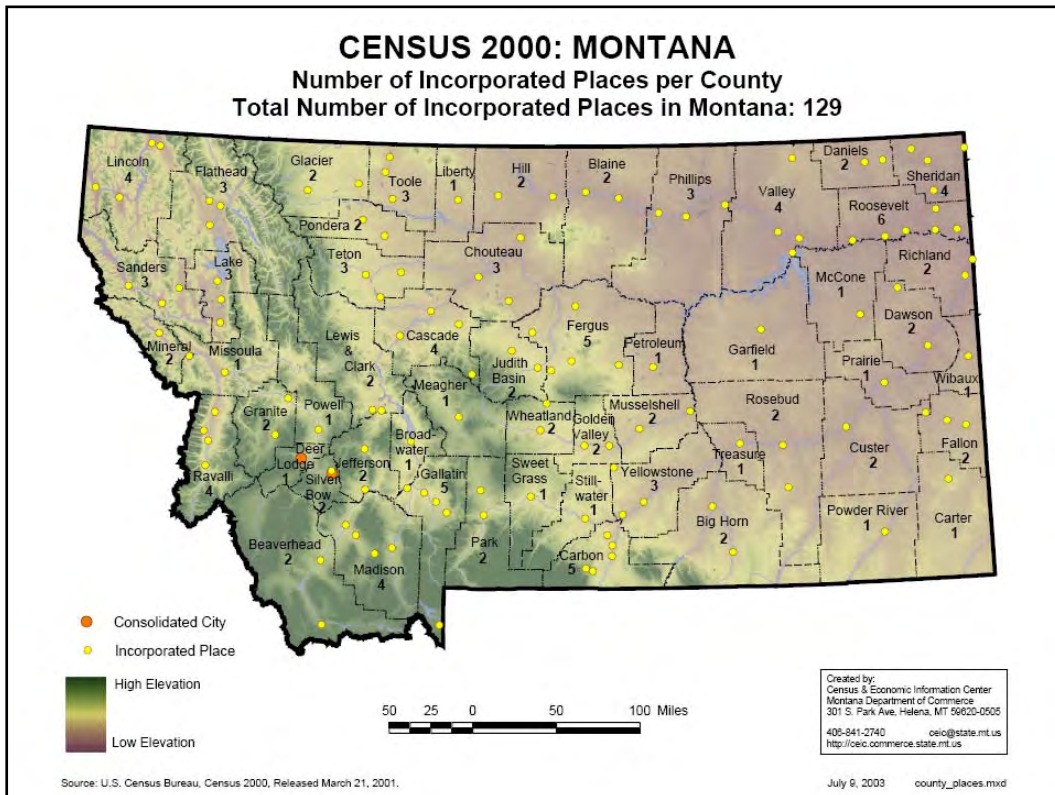 CENSUS 2000: MONTANA
Number of Incorporated Places per County
Total Number of Incorporated Places in Montana: 129
Lincoln
4
Flathead
3
Glacier
2
Toole
3
Liberty
1
Hill
2
Blaine
2
Phillips
3
Valley
4
Daniels
2
Sheridan
4
Roosevelt
6
Pondera 2
Teton
3
Chouteau
3
Sanders
3
Lake
3
McCone
1
Richland
2
Dawson
2
Mineral
2
Missoula
1
Lewis
&
Clark
2
Cascade
4
Judith
Basin
2
Fergus
5
Petroleum
1
Garfield
1
Prairie
1
Wibaux
1
Meagher
1
Powell
1
Granite
2
Deer
Lodge
1
Silver
Bow
2
Jefferson
2
Broad-
water
1
Gallatin
5
Wheatland
2
Golden
Valley
2
Musselshell
2
Rosebud
2
Treasure
1
Custer
2
Fallon
2
Ravalli
4
Sweet
Grass
1
Still-
water
1
Yellowstone
3
Big Horn
2
Powder River
1
Carter
1
Beaverhead
2
Madison
4
Park
2
Carbon
5
Consolidated City
Incorporated Place
High Elevation
Low Elevation
50 25 0 50 100 Miles
Created by:
Census & Economic Information Center
Montana Department of Commerce
301 S. Park Ave, Helena, MT 59620-0505
406-841-2740 ceic@state.mt.us
http://ceic.commerce.state.mt.us
Source: U.S. Census Bureau, Census 2000, Released March 21, 2001.
July 9, 2003 county_places.mxd